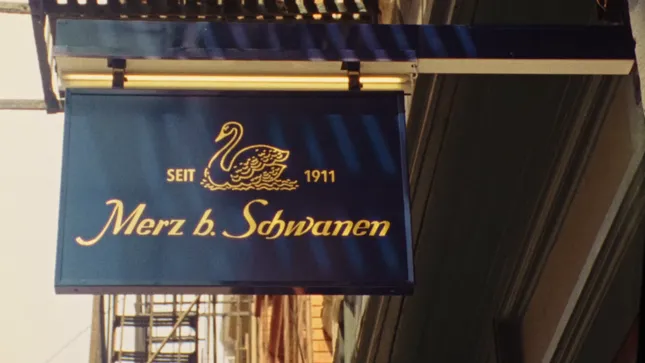 SEIT 1911
Merz b. Schwanen